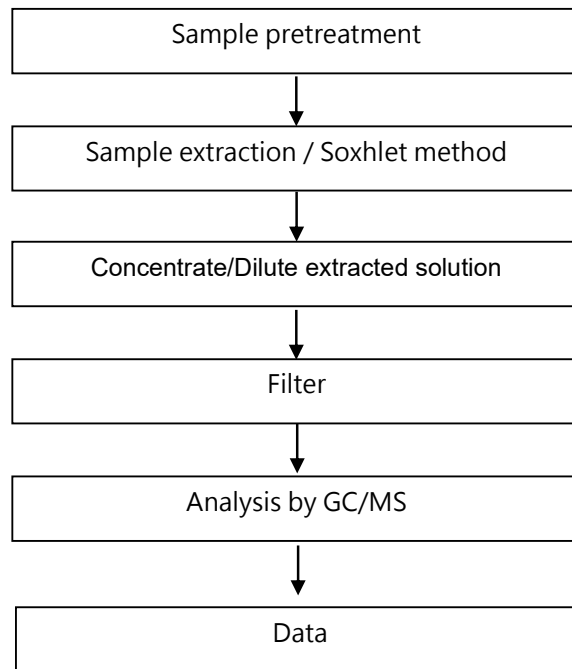 Sample pretreatment
Sample extraction / Soxhlet method
Concentrate/Dilute extracted solution
Filter
Analysis by GC/MS
Data